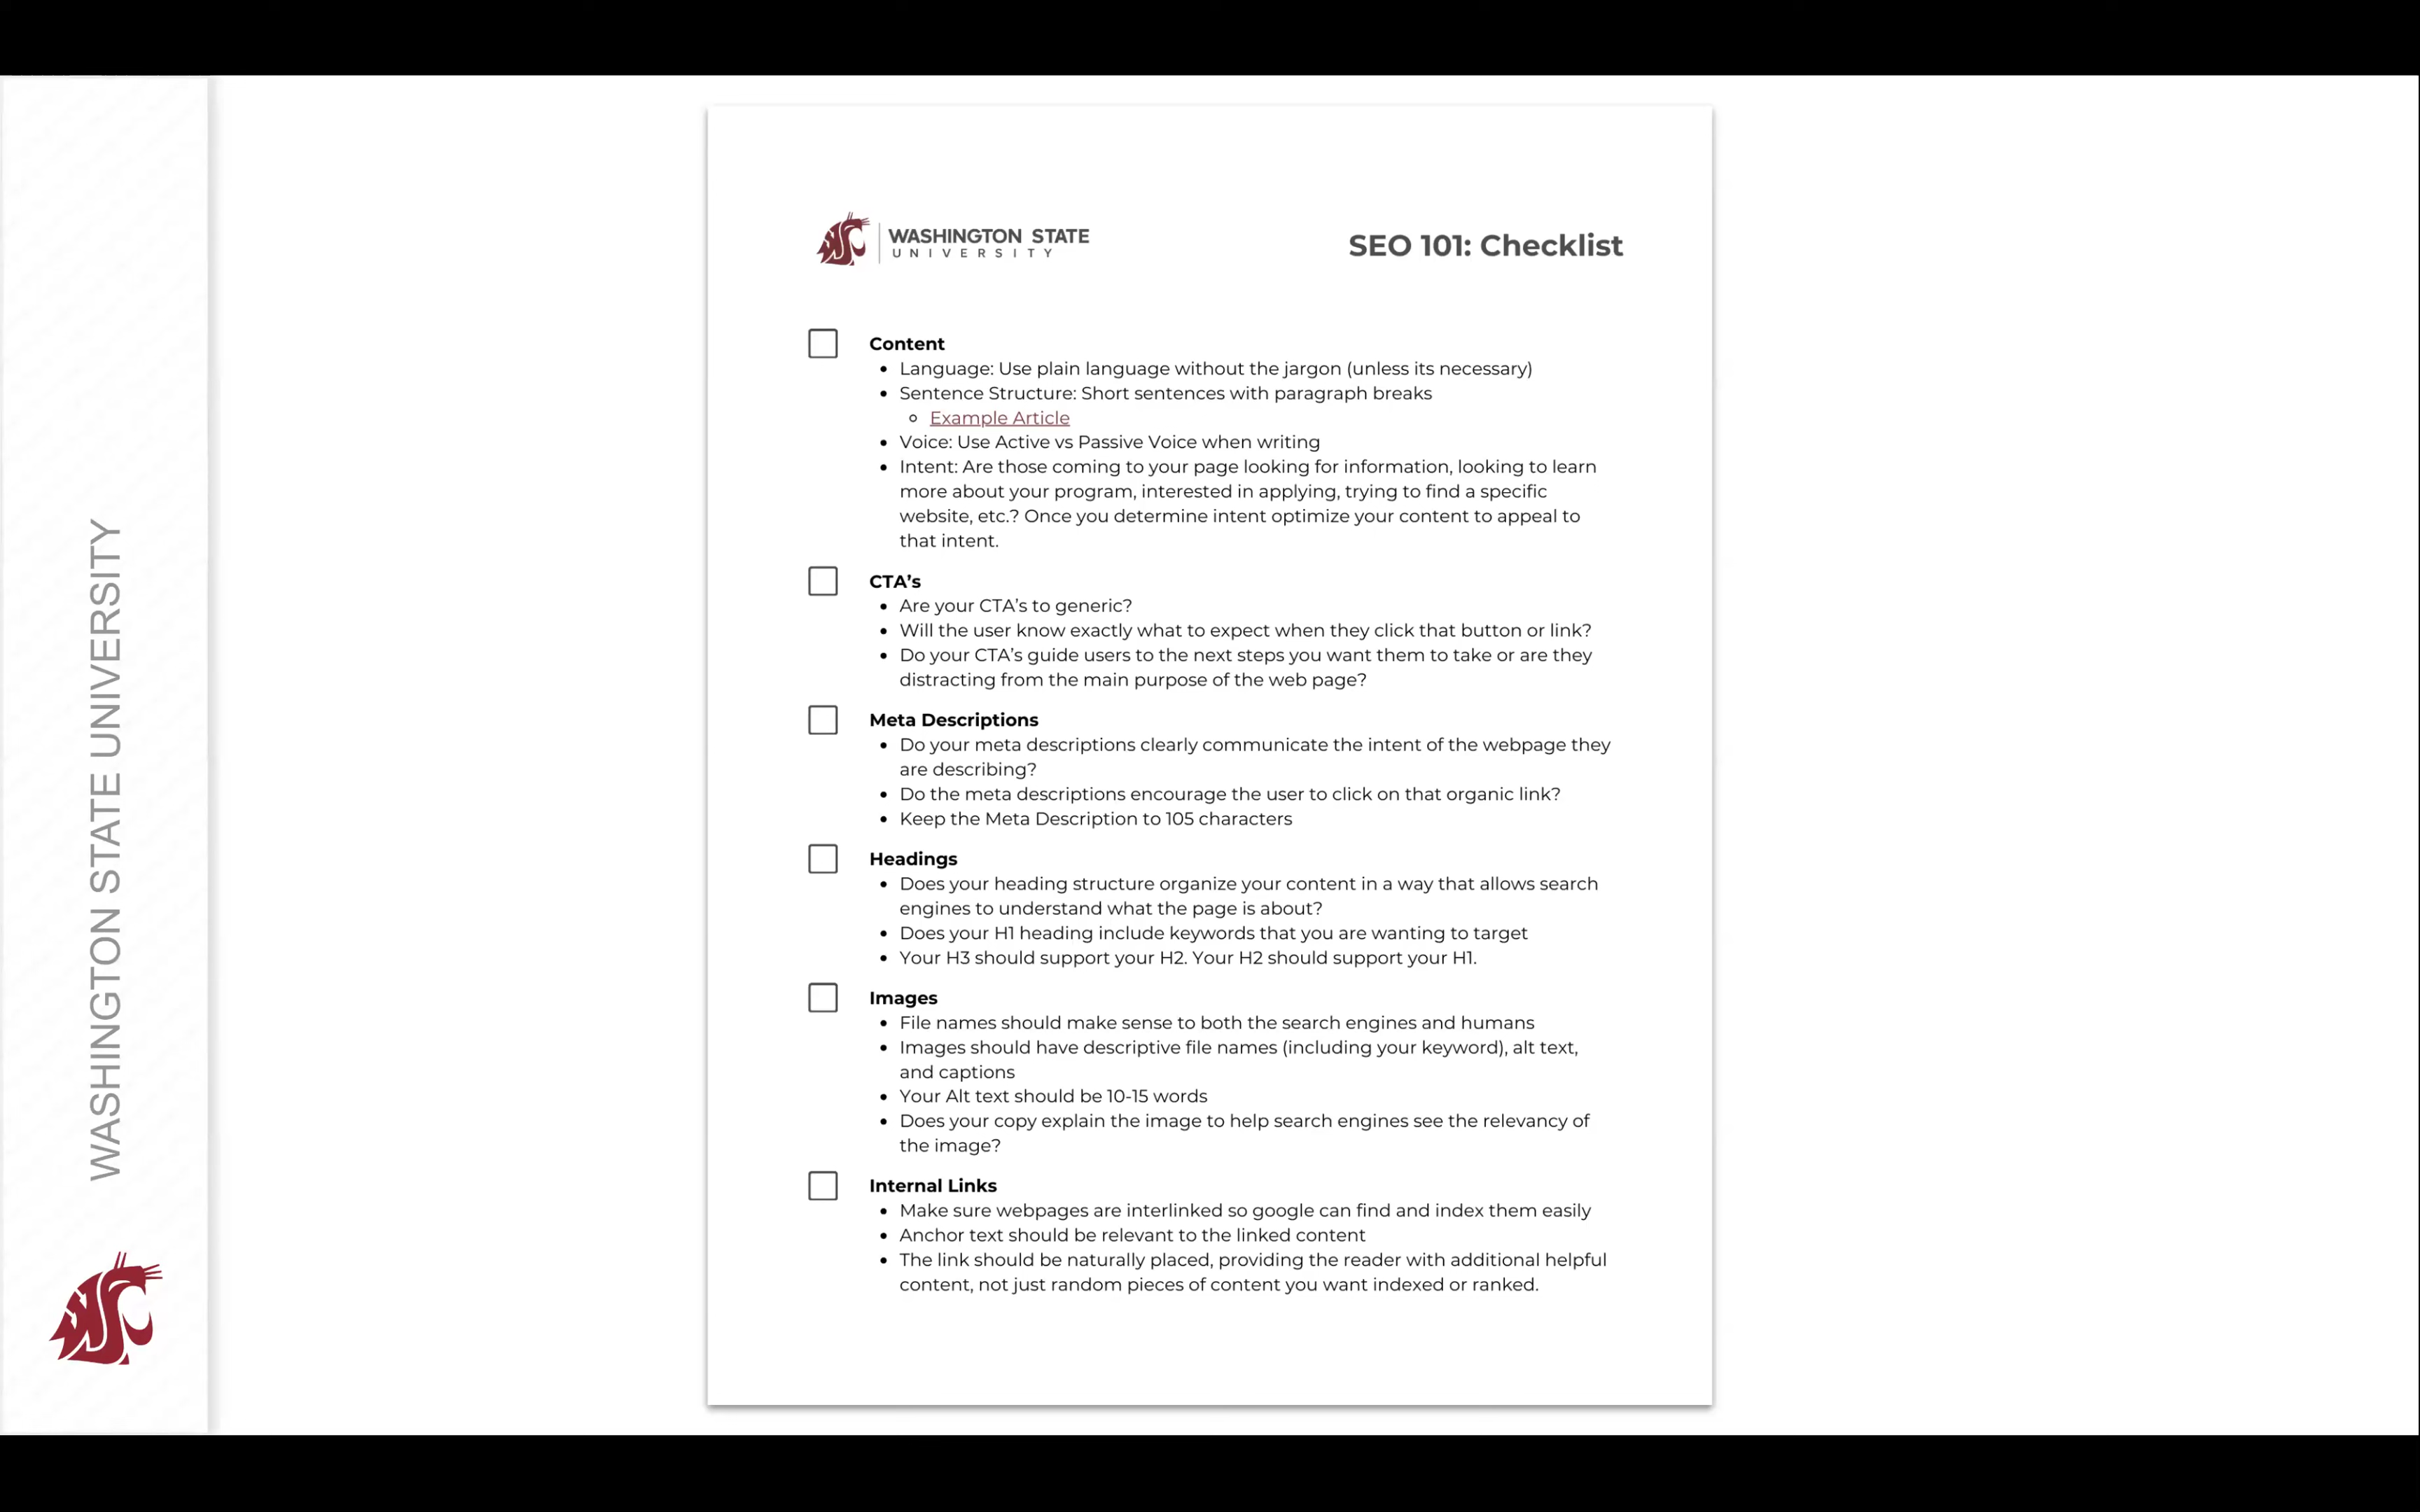 WASHINGTON STATE UNIVERSITY
WASHINGTON STATE
UNIVERSITY
SEO 101: Checklist
Content
• Language: Use plain language without the jargon (unless its necessary)
• Sentence Structure: Short sentences with paragraph breaks
◦ Example Article
• Voice: Use Active vs Passive Voice when writing
• Intent: Are those coming to your page looking for information, looking to learn
more about your program, interested in applying, trying to find a specific
website, etc.? Once you determine intent optimize your content to appeal to
that intent.
CTA’s
• Are your CTA’s to generic?
• Will the user know exactly what to expect when they click that button or link?
• Do your CTA’s guide users to the next steps you want them to take or are they
distracting from the main purpose of the web page?
Meta Descriptions
• Do your meta descriptions clearly communicate the intent of the webpage they
are describing?
• Do the meta descriptions encourage the user to click on that organic link?
• Keep the Meta Description to 105 characters
Headings
• Does your heading structure organize your content in a way that allows search
engines to understand what the page is about?
• Does your H1 heading include keywords that you are wanting to target
• Your H3 should support your H2. Your H2 should support your H1.
Images
• File names should make sense to both the search engines and humans
• Images should have descriptive file names (including your keyword), alt text,
and captions
• Your Alt text should be 10-15 words
• Does your copy explain the image to help search engines see the relevancy of
the image?
Internal Links
• Make sure webpages are interlinked so google can find and index them easily
• Anchor text should be relevant to the linked content
• The link should be naturally placed, providing the reader with additional helpful
content, not just random pieces of content you want indexed or ranked.